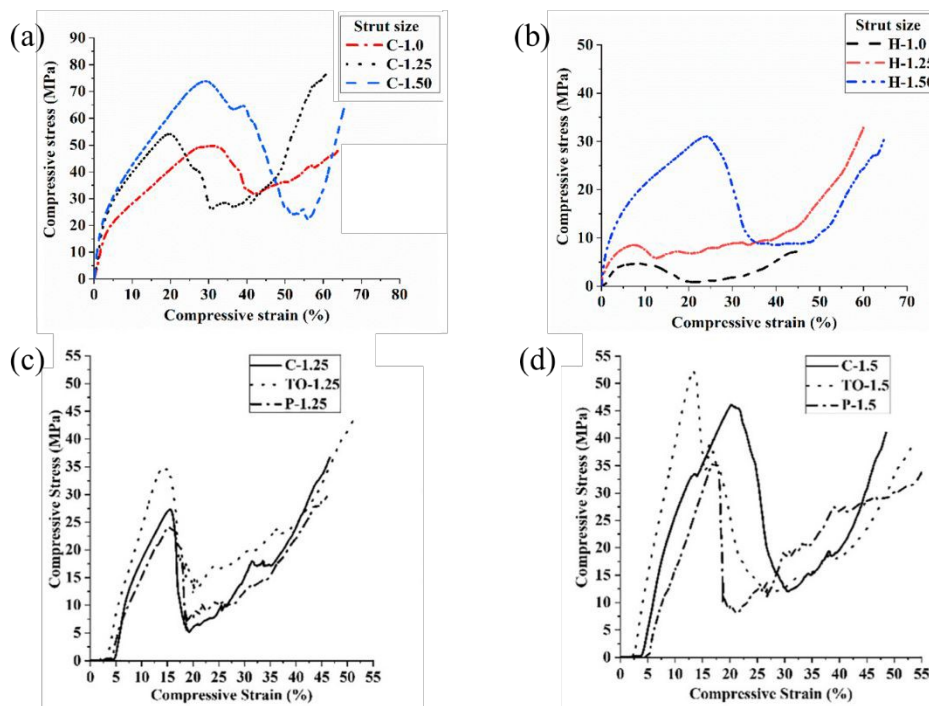 (a)
Strut size
C-1.0
C-1.25
C-1.50
Compressive stress (MPa)
90
80
70
60
50
40
30
20
10
0
0 10 20 30 40 50 60 70 80
Compressive strain (%)
(b)
Strut size
H-1.0
H-1.25
H-1.50
Compressive stress (MPa)
50
40
30
20
10
0
0 10 20 30 40 50 60 70
Compressive strain (%)
(c)
C-1.25
TO-1.25
P-1.25
Compressive Stress (MPa)
55
50
45
40
35
30
25
20
15
10
5
0
0 5 10 15 20 25 30 35 40 45 50 55
Compressive Strain (%)
(d)
C-1.5
TO-1.5
P-1.5
Compressive Stress (MPa)
55
50
45
40
35
30
25
20
15
10
5
0
0 5 10 15 20 25 30 35 40 45 50 55
Compressive Strain (%)